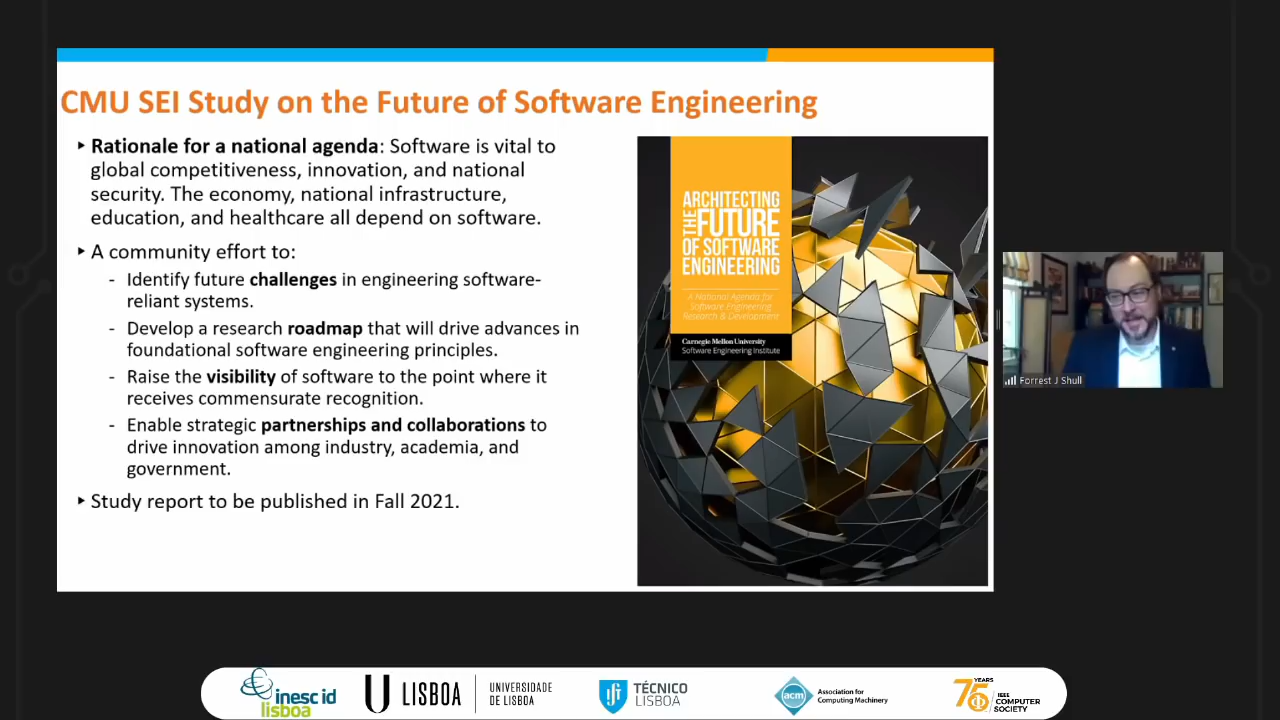 CMU SEI Study on the Future of Software Engineering
Rationale for a national agenda: Software is vital to
global competitiveness, innovation, and national
security. The economy, national infrastructure,
education, and healthcare all depend on software.
A community effort to:
- Identify future challenges in engineering software-
reliant systems.
- Develop a research roadmap that will drive advances in
foundational software engineering principles.
- Raise the visibility of software to the point where it
receives commensurate recognition.
- Enable strategic partnerships and collaborations to
drive innovation among industry, academia, and
government.
Study report to be published in Fall 2021.
ARCHITECTING
THE FUTURE
OF SOFTWARE
ENGINEERING
A National Agenda for
Software Engineering
Research & Development
Carnegie Mellon University
Software Engineering Institute
Forrest J Shull
inesc id
lisboa
U LISBOA
UNIVERSIDADE
DE LISBOA
TÉCNICO
LISBOA
acm
Association for
Computing Machinery
75 YEARS
IEEE
COMPUTER
SOCIETY